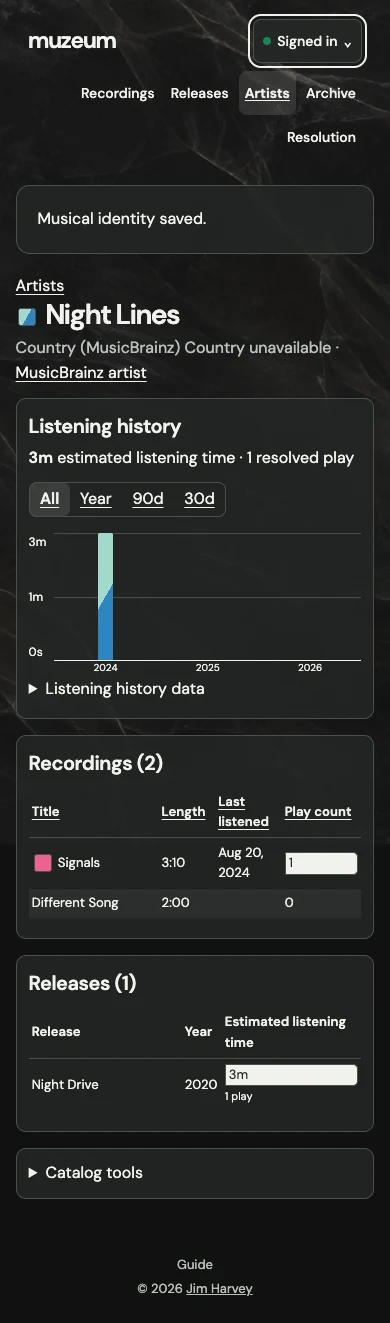 muzeum
Signed in
Recordings Releases Artists Archive
Resolution
Musical identity saved.
Artists
Night Lines
Country (MusicBrainz) Country unavailable ·
MusicBrainz artist
Listening history
3m estimated listening time · 1 resolved play
All Year 90d 30d
3m
1m
0s
2024 2025 2026
Listening history data
Recordings (2)
Title Length Last listened Play count
Signals 3:10 Aug 20, 2024 1
Different Song 2:00 0
Releases (1)
Release Year Estimated listening time
Night Drive 2020 3m
1 play
Catalog tools
Guide
© 2026 Jim Harvey